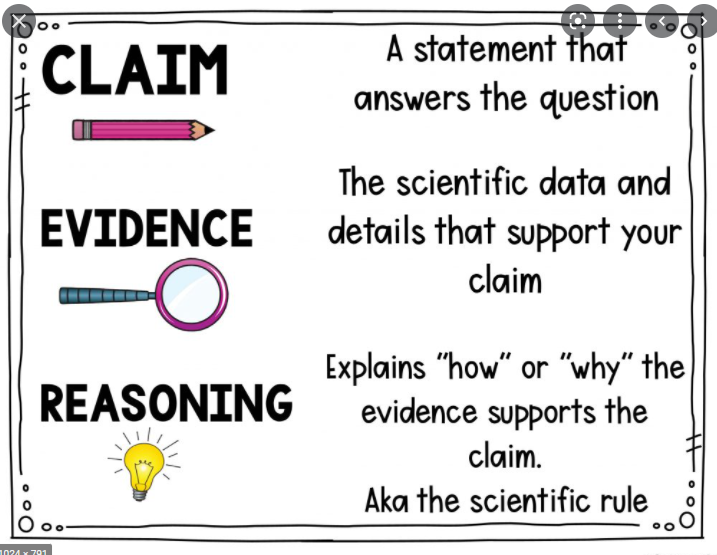 CLAIM
A statement that
answers the question
EVIDENCE
The scientific data and
details that support your
claim
REASONING
Explains "how" or "why" the
evidence supports the
claim.
Aka the scientific rule
1024 x 791